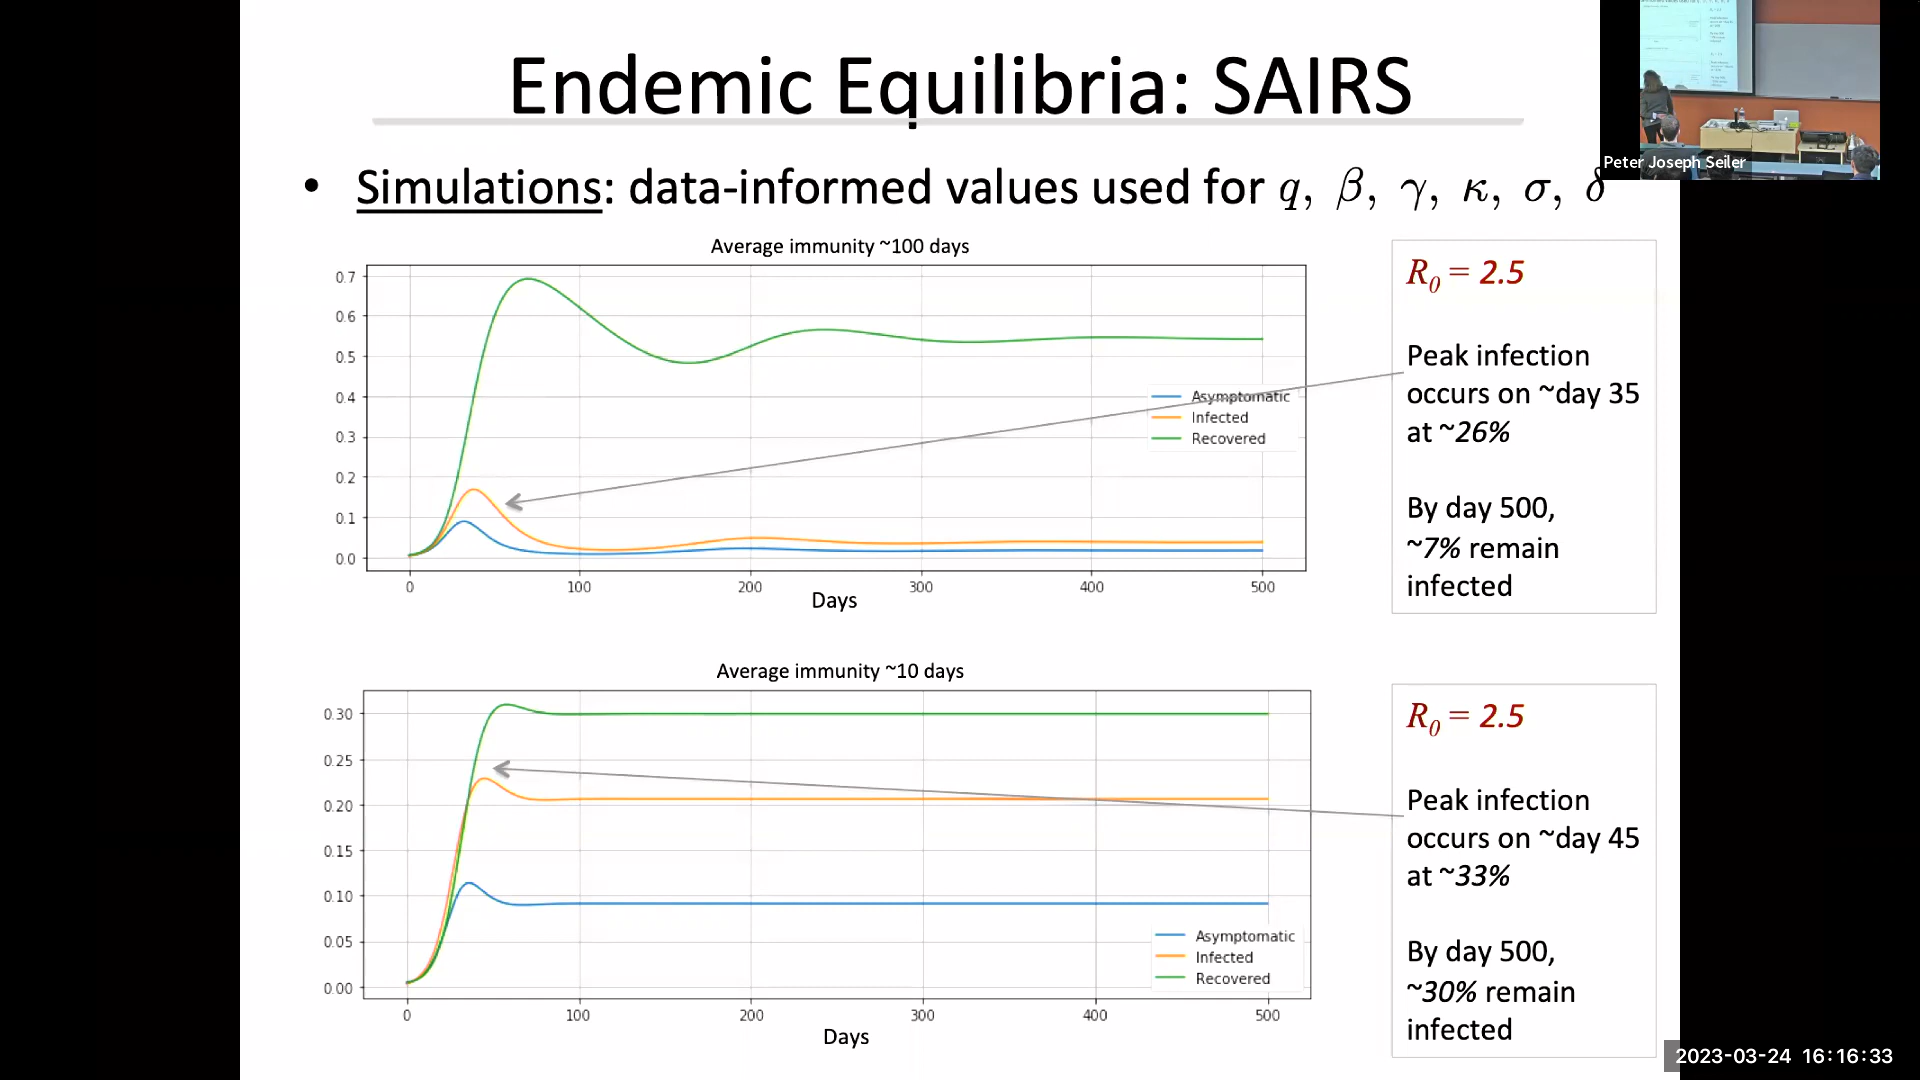 Endemic Equilibria: SAIRS
Peter Joseph Seiler
• Simulations: data-informed values used for q, β, γ, κ, σ, δ
Average immunity ~100 days
0.7
0.6
0.5
0.4
0.3
0.2
0.1
0.0
Asymptomatic
Infected
Recovered
0 100 200 300 400 500
Days
R₀ = 2.5
Peak infection
occurs on ~day 35
at ~26%
By day 500,
~7% remain
infected
Average immunity ~10 days
0.30
0.25
0.20
0.15
0.10
0.05
0.00
Asymptomatic
Infected
Recovered
0 100 200 300 400 500
Days
R₀ = 2.5
Peak infection
occurs on ~day 45
at ~33%
By day 500,
~30% remain
infected
2023-03-24 16:16:33